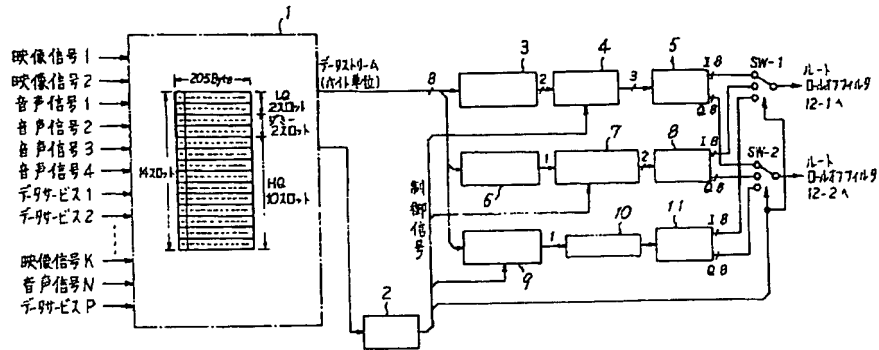 1
映像信号1
映像信号2
音声信号1
音声信号2
音声信号3
音声信号4
データサービス1
データサービス2
映像信号K
音声信号N
データサービスP
205Byte
14スロット
LQ
2スロット
ダミー
2スロット
HQ
10スロット
データストリーム
(バイト単位)
8
3
2
4
3
5
I 8
Q 8
SW-1
ルート
ロールオフフィルタ
12-1へ
6
1
7
2
8
I 8
Q 8
SW-2
ルート
ロールオフフィルタ
12-2へ
制御信号
9
1
10
11
I 8
Q 8
2